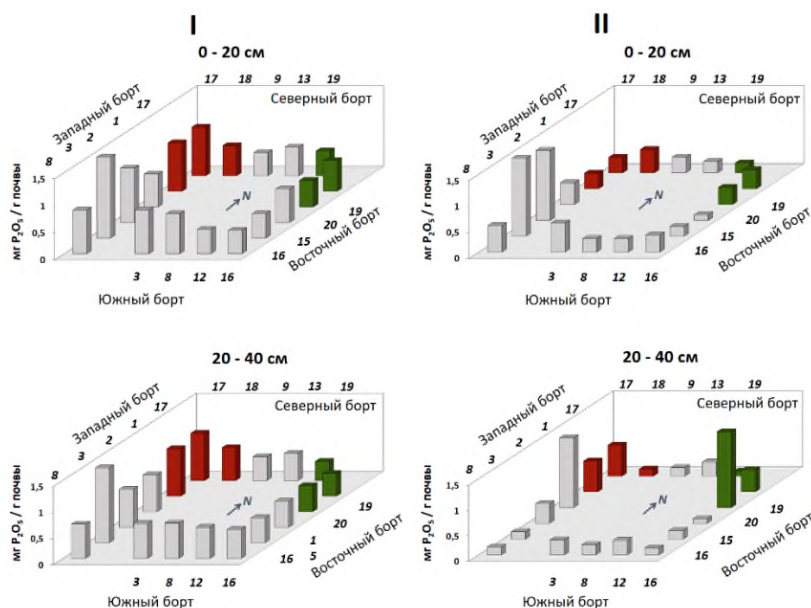 I
II
0 - 20 см
0 - 20 см
17 18 9 13 19
Западный борт
Северный борт
8 3 2 1 17
1,5
1
0,5
0
мг P₂O₅ / г почвы
N
3 8 12 16
Южный борт
16 15 20 19
Восточный борт
17 18 9 13 19
Западный борт
Северный борт
8 3 2 1 17
1,5
1
0,5
0
мг P₂O₅ / г почвы
N
3 8 12 16
Южный борт
16 15 20 19
Восточный борт
20 - 40 см
20 - 40 см
17 18 9 13 19
Западный борт
Северный борт
8 3 2 1 17
1,5
1
0,5
0
мг P₂O₅ / г почвы
N
3 8 12 16
Южный борт
16 1
5
20 19
Восточный борт
17 18 9 13 19
Западный борт
Северный борт
8 3 2 1 17
1,5
1
0,5
0
мг P₂O₅ / г почвы
N
3 8 12 16
Южный борт
16 15 20 19
Восточный борт